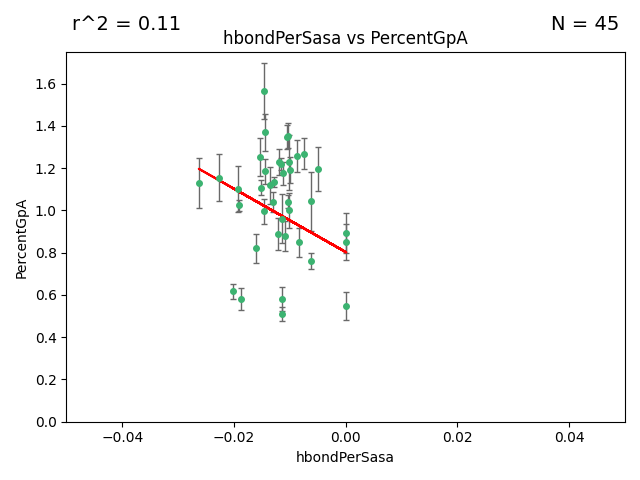 r^2 = 0.11
N = 45
hbondPerSasa vs PercentGpA
PercentGpA
1.6
1.4
1.2
1.0
0.8
0.6
0.4
0.2
0.0
−0.04
−0.02
0.00
0.02
0.04
hbondPerSasa